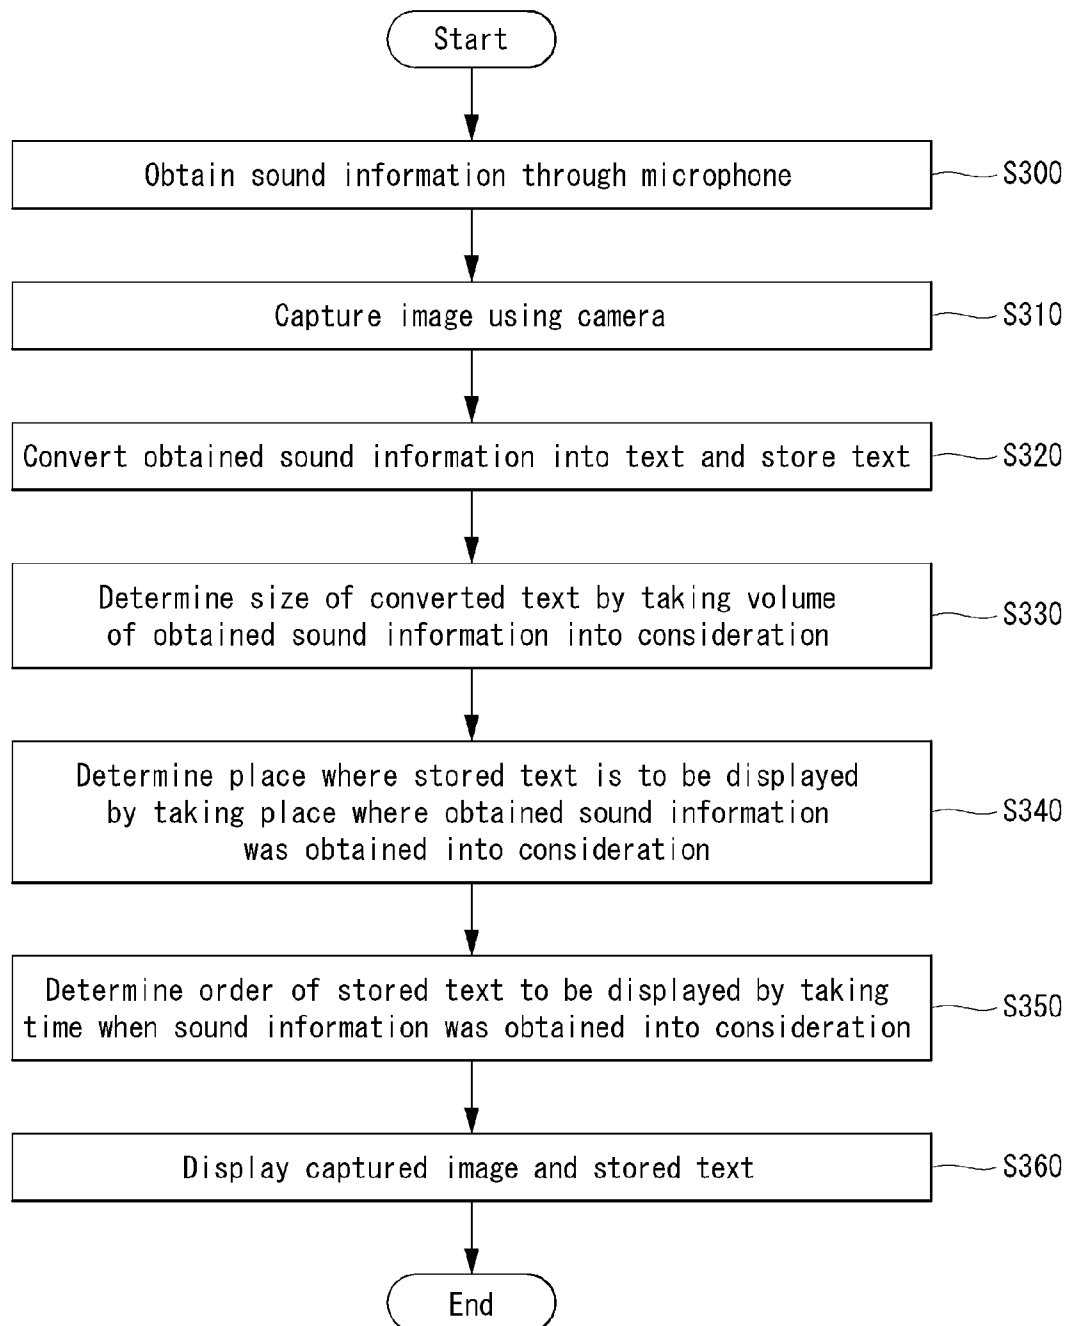 Start
Obtain sound information through microphone
S300
Capture image using camera
S310
Convert obtained sound information into text and store text
S320
Determine size of converted text by taking volume
of obtained sound information into consideration
S330
Determine place where stored text is to be displayed
by taking place where obtained sound information
was obtained into consideration
S340
Determine order of stored text to be displayed by taking
time when sound information was obtained into consideration
S350
Display captured image and stored text
S360
End